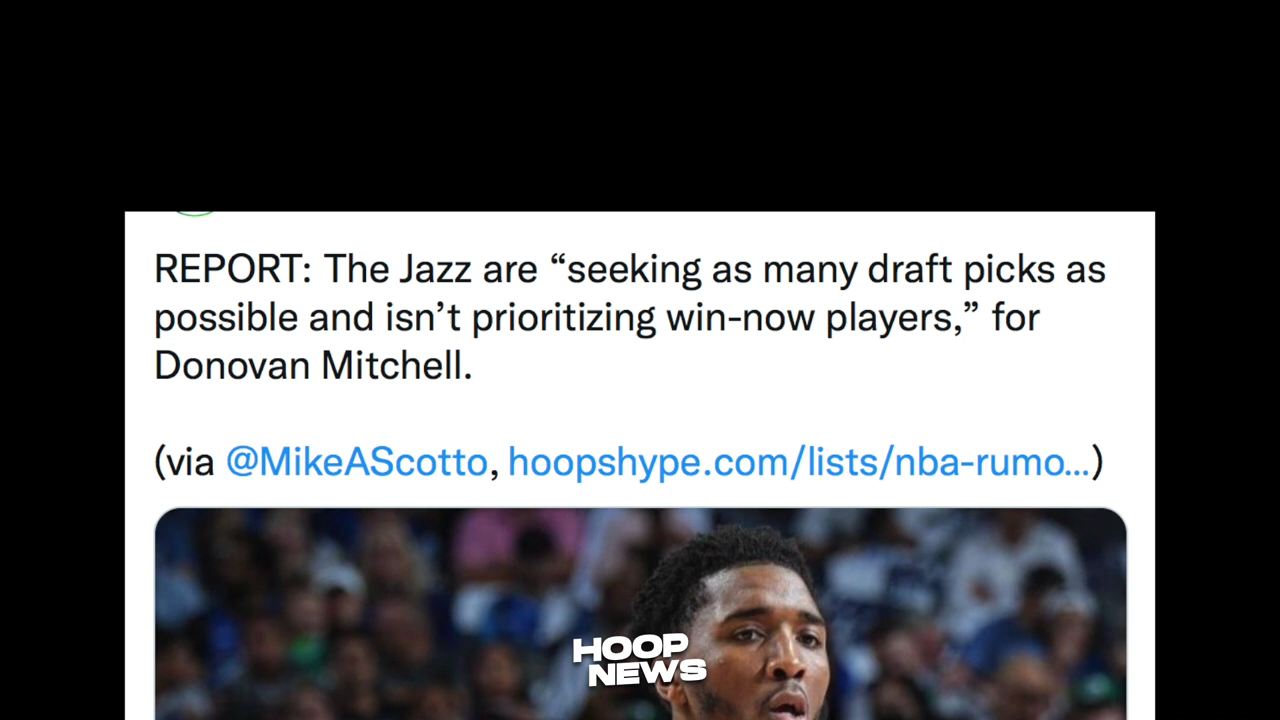 REPORT: The Jazz are “seeking as many draft picks as
possible and isn’t prioritizing win-now players,” for
Donovan Mitchell.
(via @MikeAScotto, hoopshype.com/lists/nba-rumo...)
HOOP
NEWS